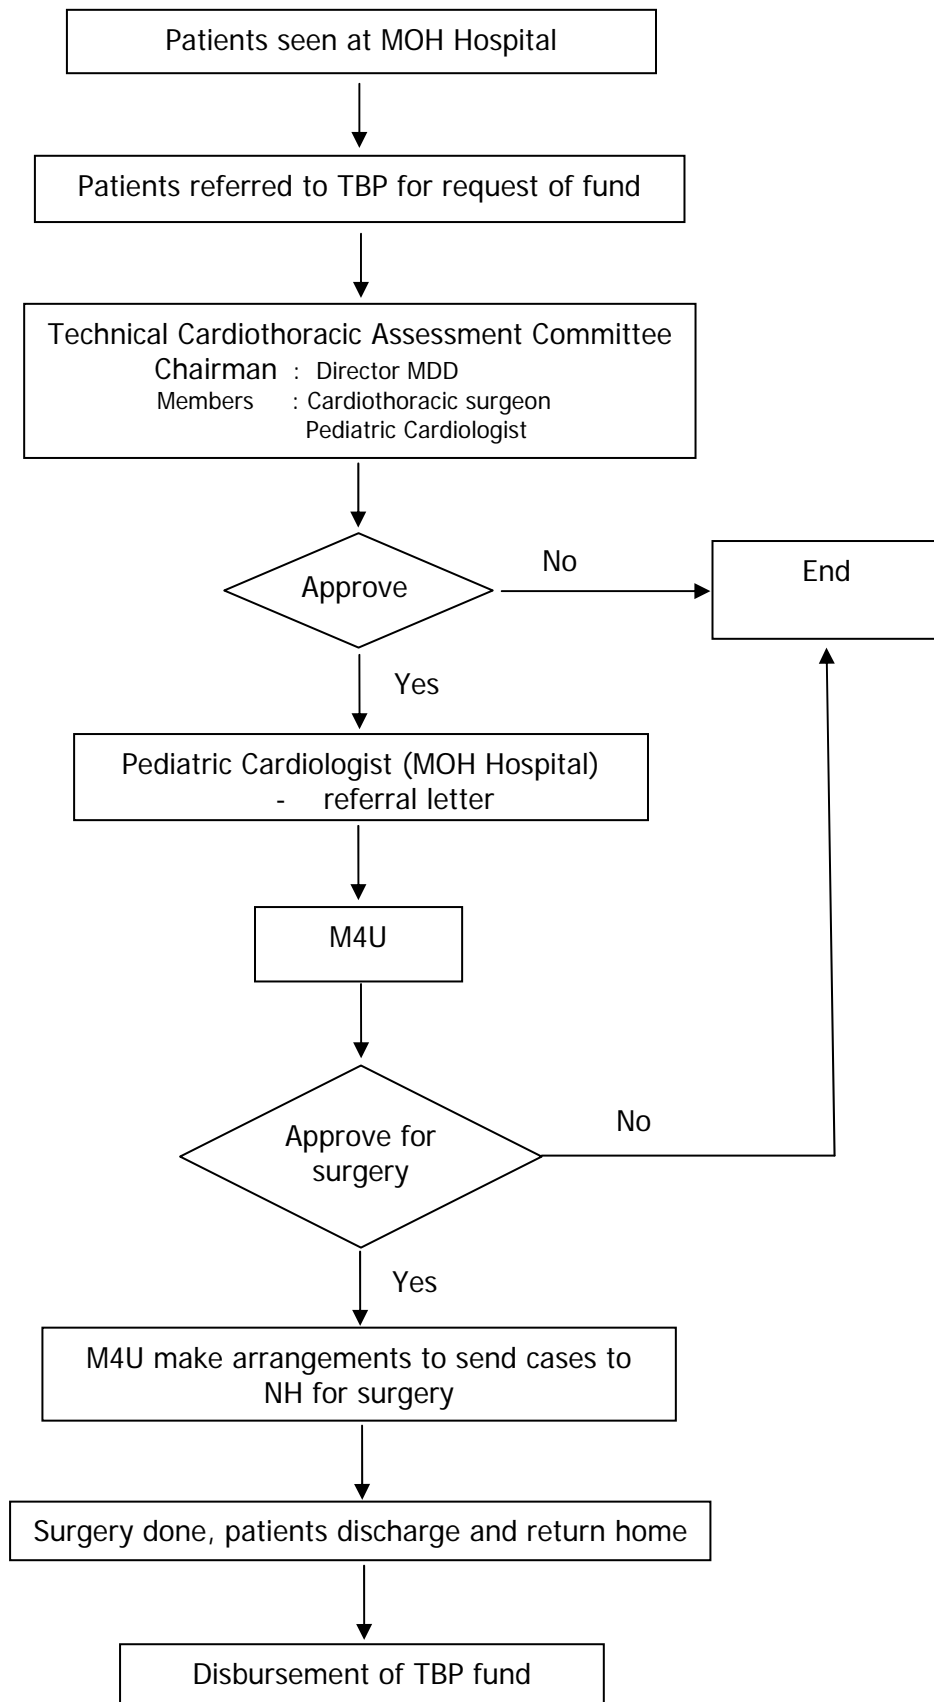 Patients seen at MOH Hospital
Patients referred to TBP for request of fund
Technical Cardiothoracic Assessment Committee
Chairman : Director MDD
Members : Cardiothoracic surgeon
Pediatric Cardiologist
Approve
No
End
Yes
Pediatric Cardiologist (MOH Hospital)
- referral letter
M4U
Approve for
surgery
No
Yes
M4U make arrangements to send cases to
NH for surgery
Surgery done, patients discharge and return home
Disbursement of TBP fund